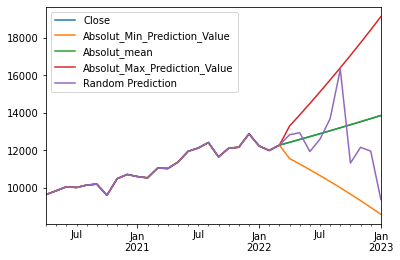 Close
Absolut_Min_Prediction_Value
Absolut_mean
Absolut_Max_Prediction_Value
Random Prediction
18000
16000
14000
12000
10000
Jul Jan Jul Jan Jul Jan
2021 2022 2023